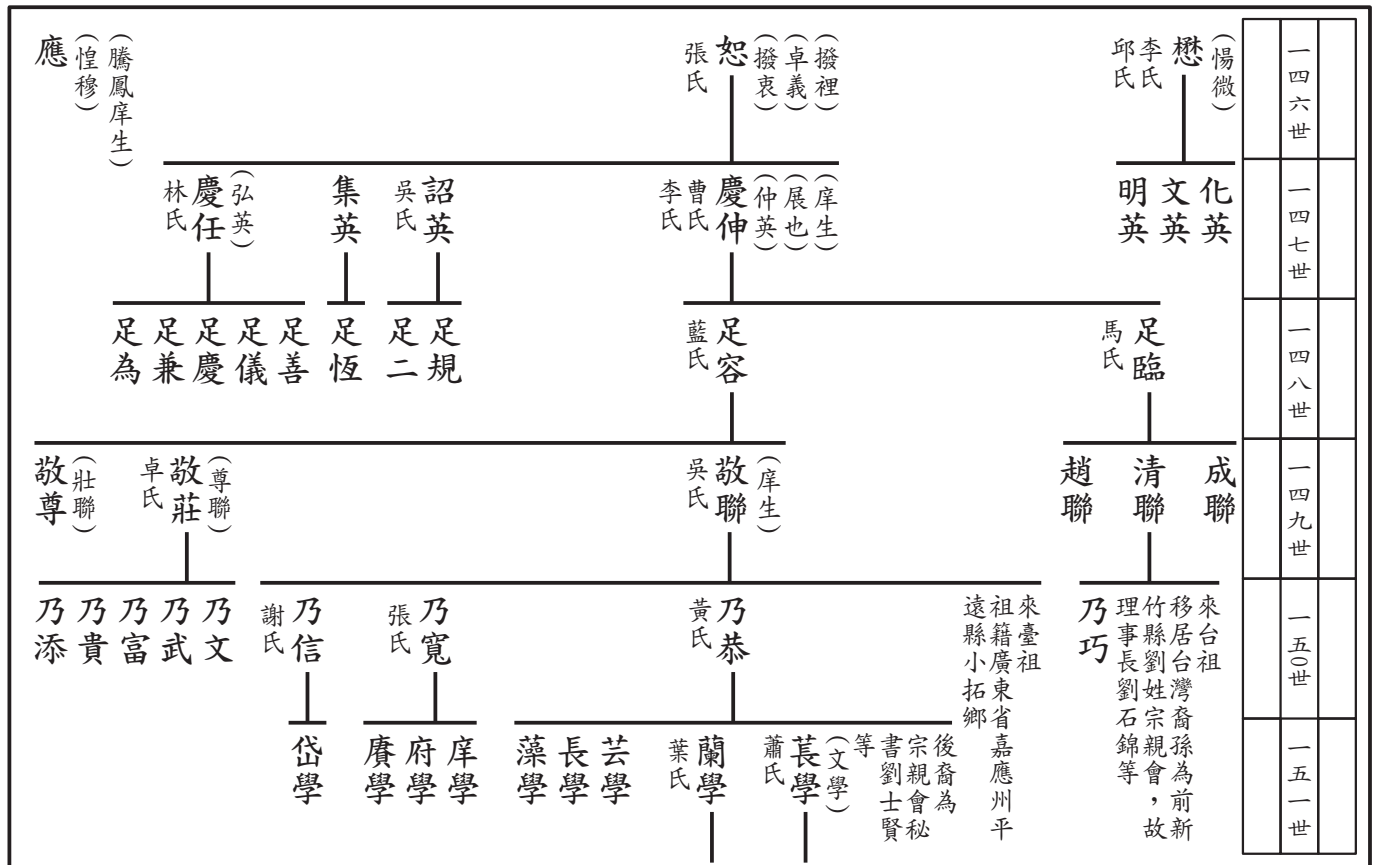 一四六世
(惕微)
懋
李氏
邱氏
(撥裡)
(卓義)
(撥衷)
恕
張氏
(騰鳳庠生)
(惶穆)
應
一四七世
化英
文英
明英
(庠生)
(展也)
(仲英)
慶伸
曹氏
李氏
詔英
吳氏
集英
(弘英)
慶任
林氏
一四八世
足臨
馬氏
足容
藍氏
足規
足二
足恆
足善
足儀
足慶
足兼
足為
一四九世
成聯
清聯
趙聯
(庠生)
敬聯
吳氏
(尊聯)
敬莊
卓氏
(壯聯)
敬尊
一五○世
來台祖
移居台灣裔孫為前新
竹縣劉姓宗親會，故
理事長劉石錦等
乃巧
來臺祖
祖籍廣東省嘉應州平
遠縣小拓鄉
乃恭
黃氏
乃寬
張氏
乃信
謝氏
乃文
乃武
乃富
乃貴
乃添
一五一世
後裔為
宗親會秘
書劉士賢
等
(文學)
萇學
蕭氏
蘭學
葉氏
芸學
長學
藻學
庠學
府學
賡學
岱學